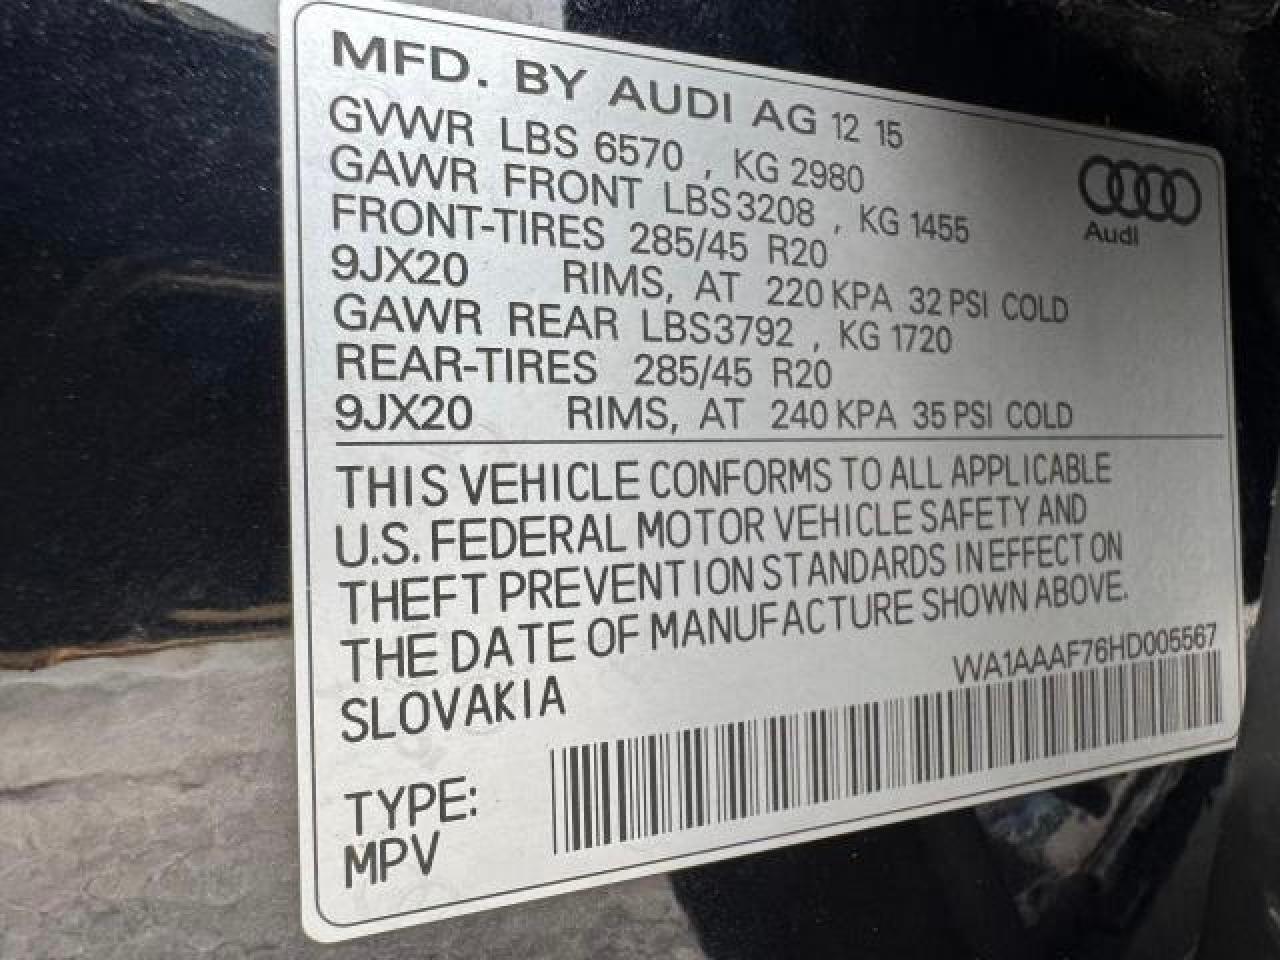 MFD. BY AUDI AG 12 15
GVWR LBS 6570 , KG 2980
GAWR FRONT LBS3208 , KG 1455
FRONT-TIRES 285/45 R20
9JX20 RIMS, AT 220 KPA 32 PSI COLD
GAWR REAR LBS3792 , KG 1720
REAR-TIRES 285/45 R20
9JX20 RIMS, AT 240 KPA 35 PSI COLD
Audi
THIS VEHICLE CONFORMS TO ALL APPLICABLE
U.S. FEDERAL MOTOR VEHICLE SAFETY AND
THEFT PREVENTION STANDARDS IN EFFECT ON
THE DATE OF MANUFACTURE SHOWN ABOVE.
SLOVAKIA
WA1AAAF76HD005567
TYPE:
MPV